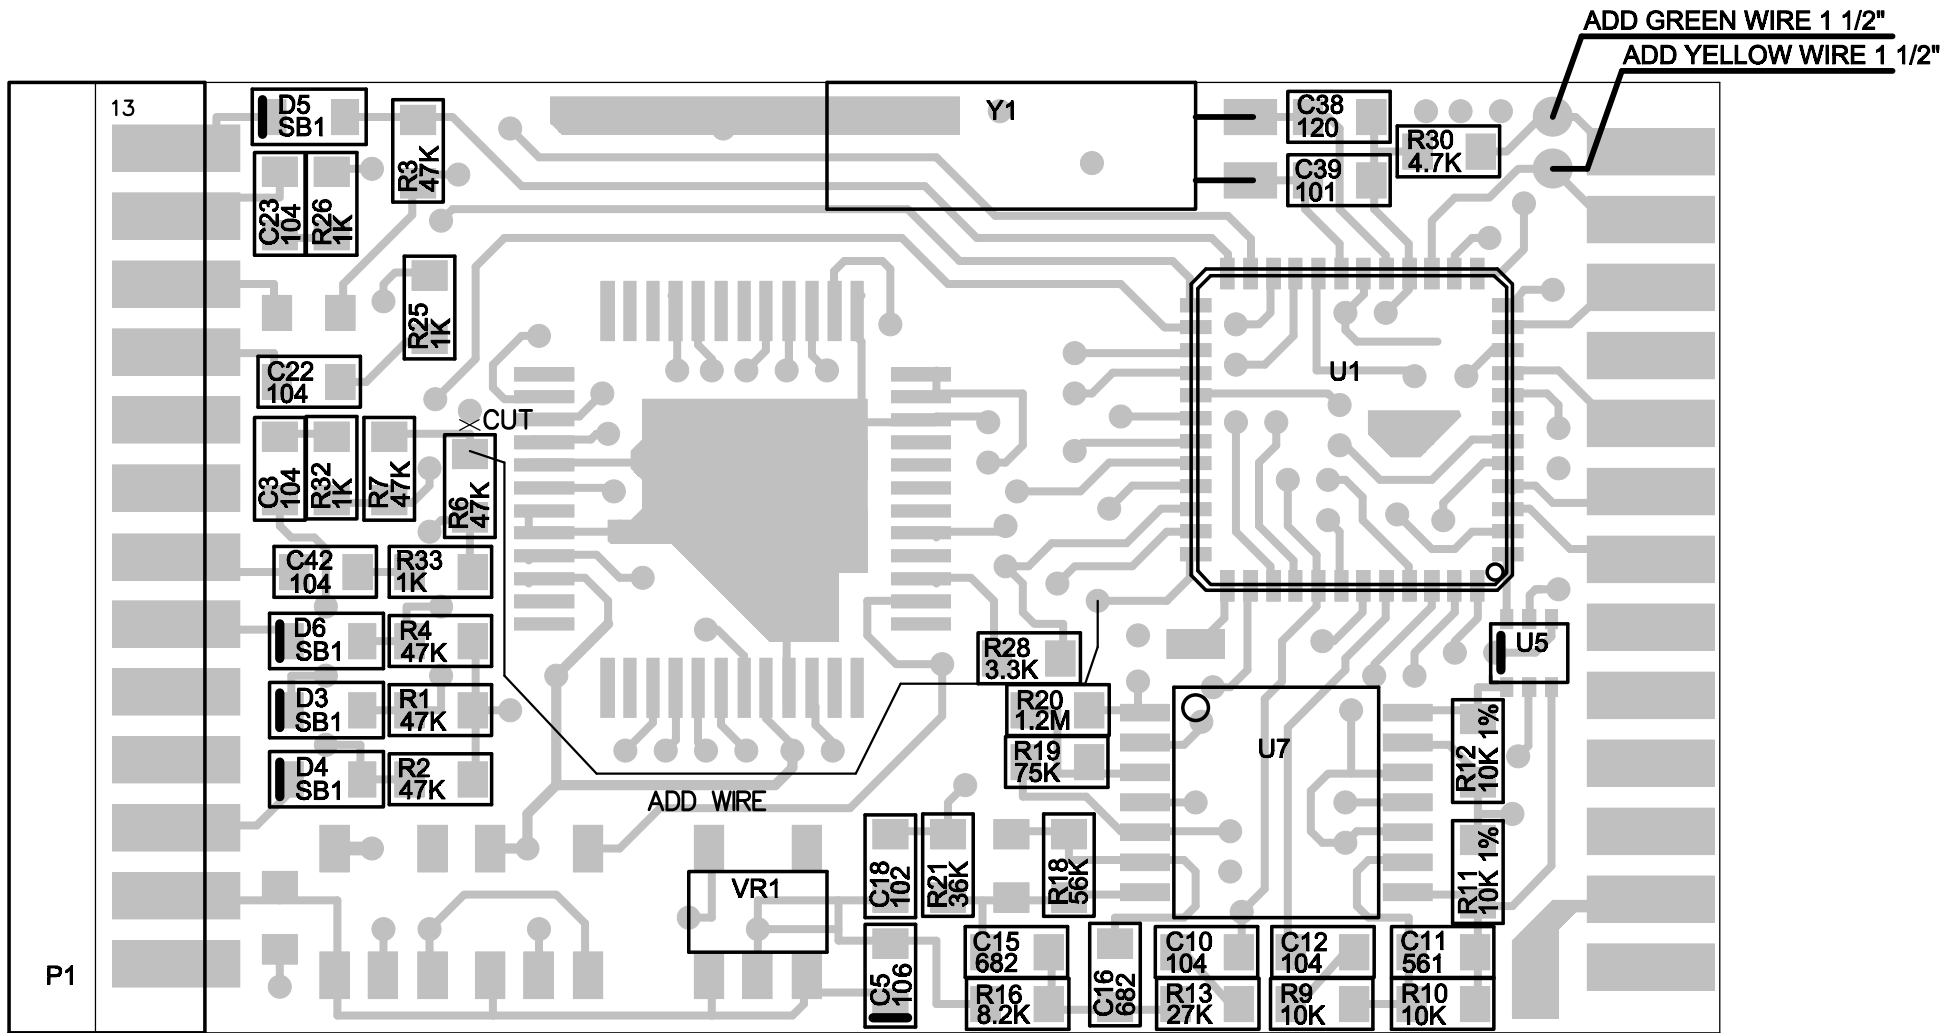 ADD GREEN WIRE 1 1/2"
ADD YELLOW WIRE 1 1/2"
13
D5
SB1
R3
47K
Y1
C38
120
R30
4.7K
C39
101
C23
104
R26
1K
R25
1K
U1
C22
104
CUT
C3
104
R32
1K
R7
47K
R6
47K
C42
104
R33
1K
D6
SB1
R4
47K
R28
3.3K
U5
D3
SB1
R1
47K
R20
1.2M
R19
75K
U7
R12
10K 1%
D4
SB1
R2
47K
ADD WIRE
VR1
C18
102
R21
36K
R18
56K
R11
10K 1%
P1
C5
106
C15
682
C16
682
C10
104
C12
104
C11
561
R16
8.2K
R13
27K
R9
10K
R10
10K